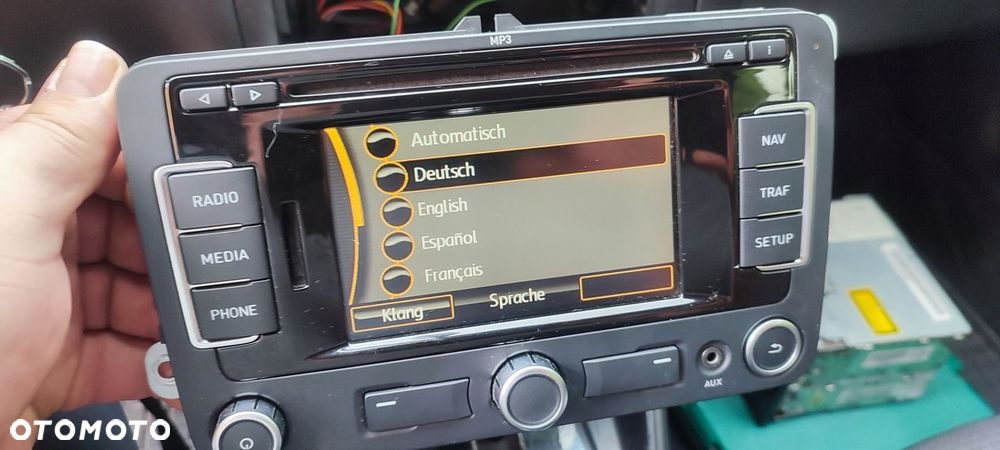 MP3
i
RADIO
MEDIA
PHONE
Automatisch
Deutsch
English
Español
Français
Klang
Sprache
NAV
TRAF
SETUP
AUX
OTOMOTO